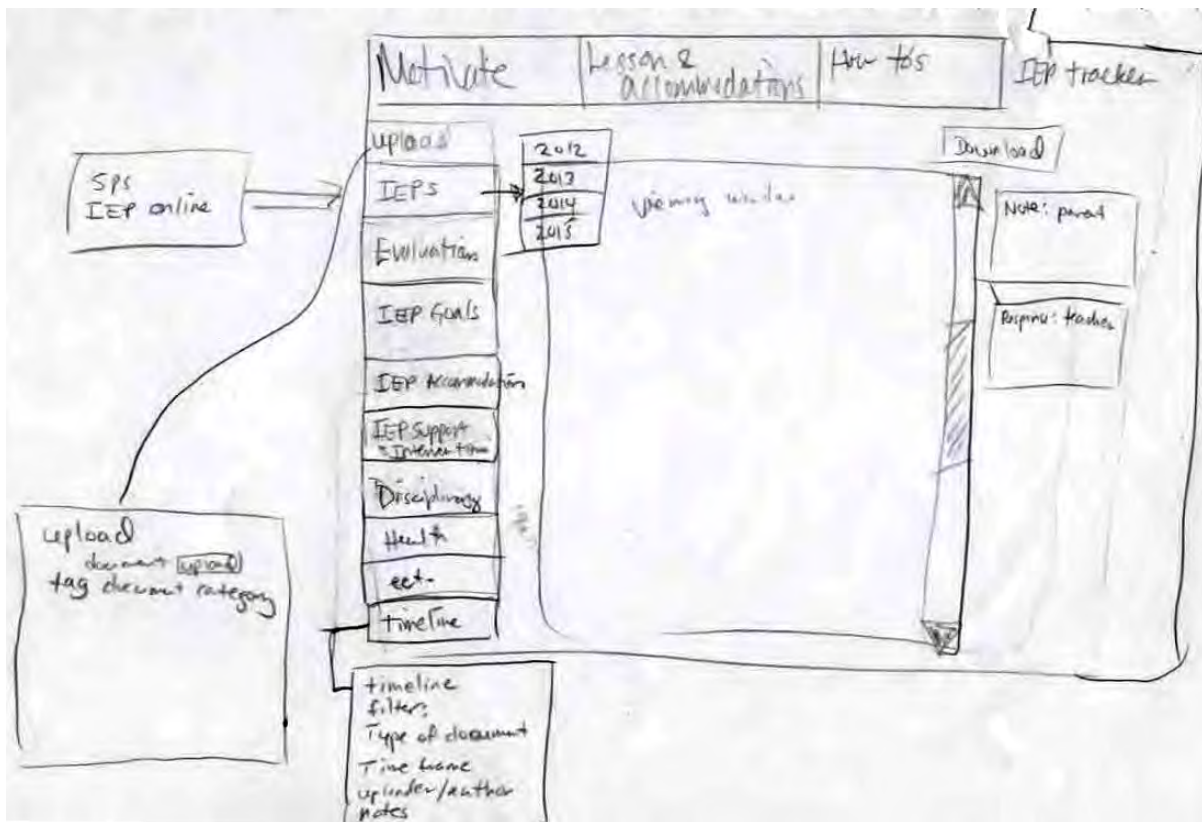 Motivate
Lesson &
accommodations
How to's
IEP tracker
upload
IEPS
Evaluation
IEP Goals
IEP Accommodation
IEP Support
Disciplinary
Health
ect.
timeline
2012
2013
2014
2015
viewing window
Download
Note: parent
Response: teacher
SPS
IEP online
upload
document upload
tag document category
timeline
filters
Type of document
Time frame
uploader/author
notes